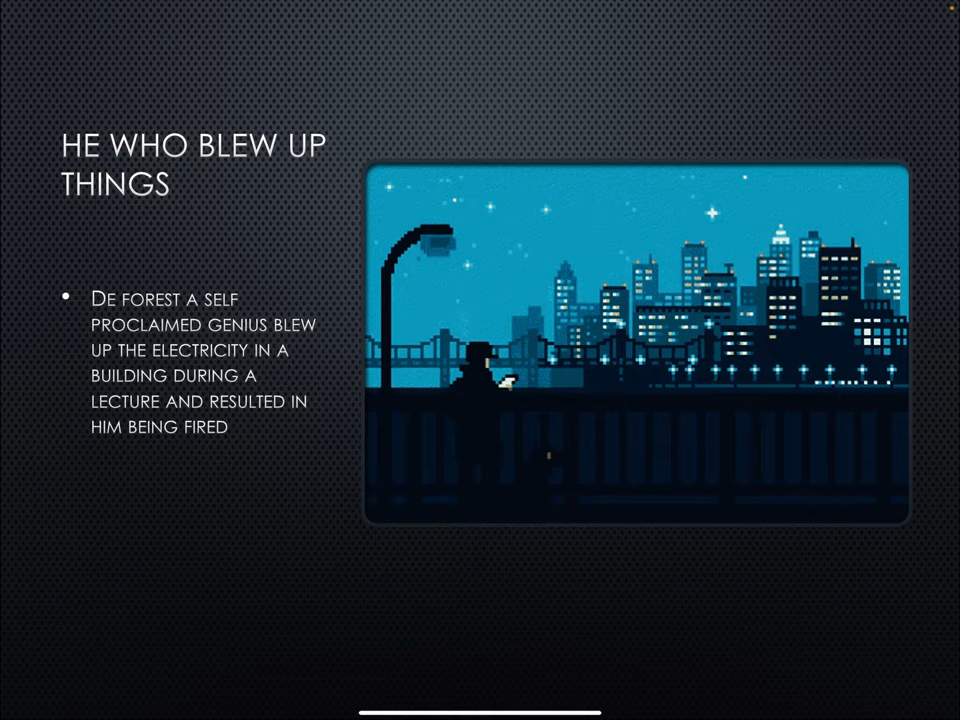 HE WHO BLEW UP
THINGS
• DE FOREST A SELF
PROCLAIMED GENIUS BLEW
UP THE ELECTRICITY IN A
BUILDING DURING A
LECTURE AND RESULTED IN
HIM BEING FIRED